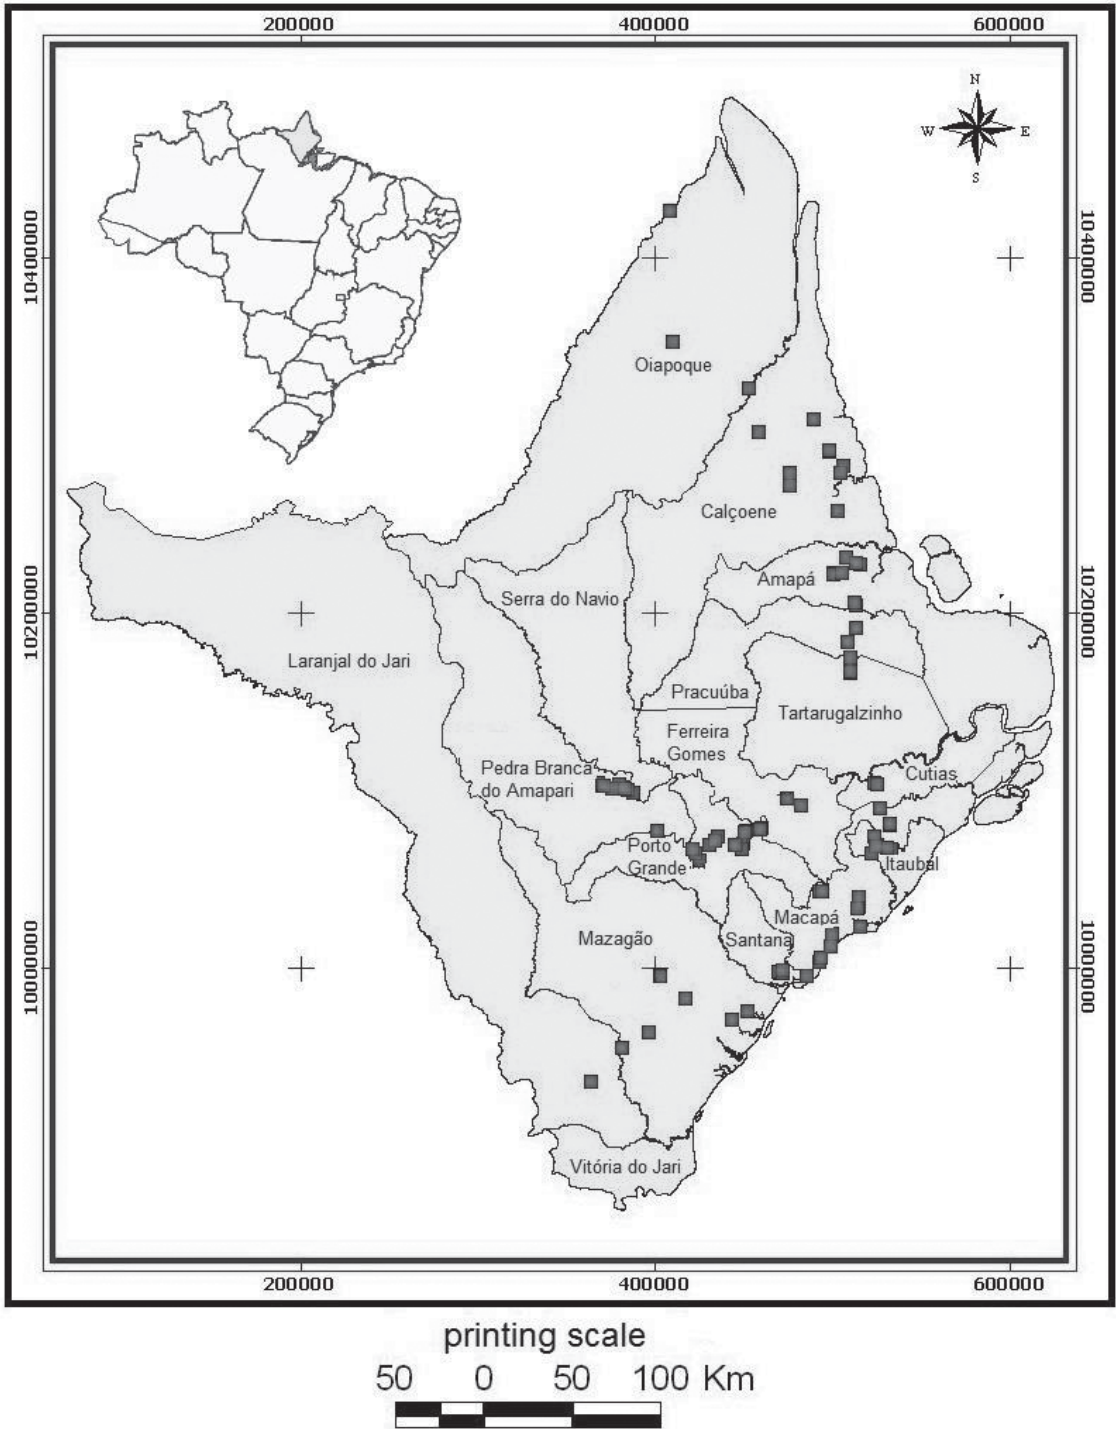 200000 400000 600000
N
W E
S
10400000 10400000
Oiapoque
Calçoene
Amapá
Serra do Navio
10200000 10200000
Laranjal do Jari
Pracuúba
Tartarugalzinho
Ferreira
Gomes
Pedra Branca
do Amapari
Cutias
Porto
Grande
Itaubal
Macapá
Mazagão
Santana
10000000 10000000
Vitória do Jari
200000 400000 600000
printing scale
50 0 50 100 Km